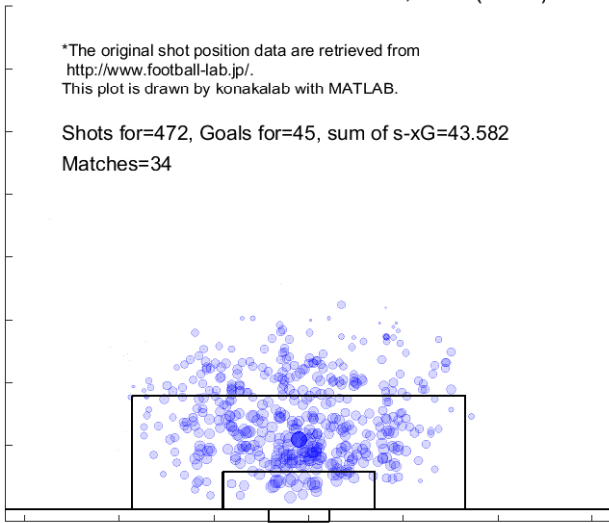 *The original shot position data are retrieved from
http://www.football-lab.jp/.
This plot is drawn by konakalab with MATLAB.
Shots for=472, Goals for=45, sum of s-xG=43.582
Matches=34